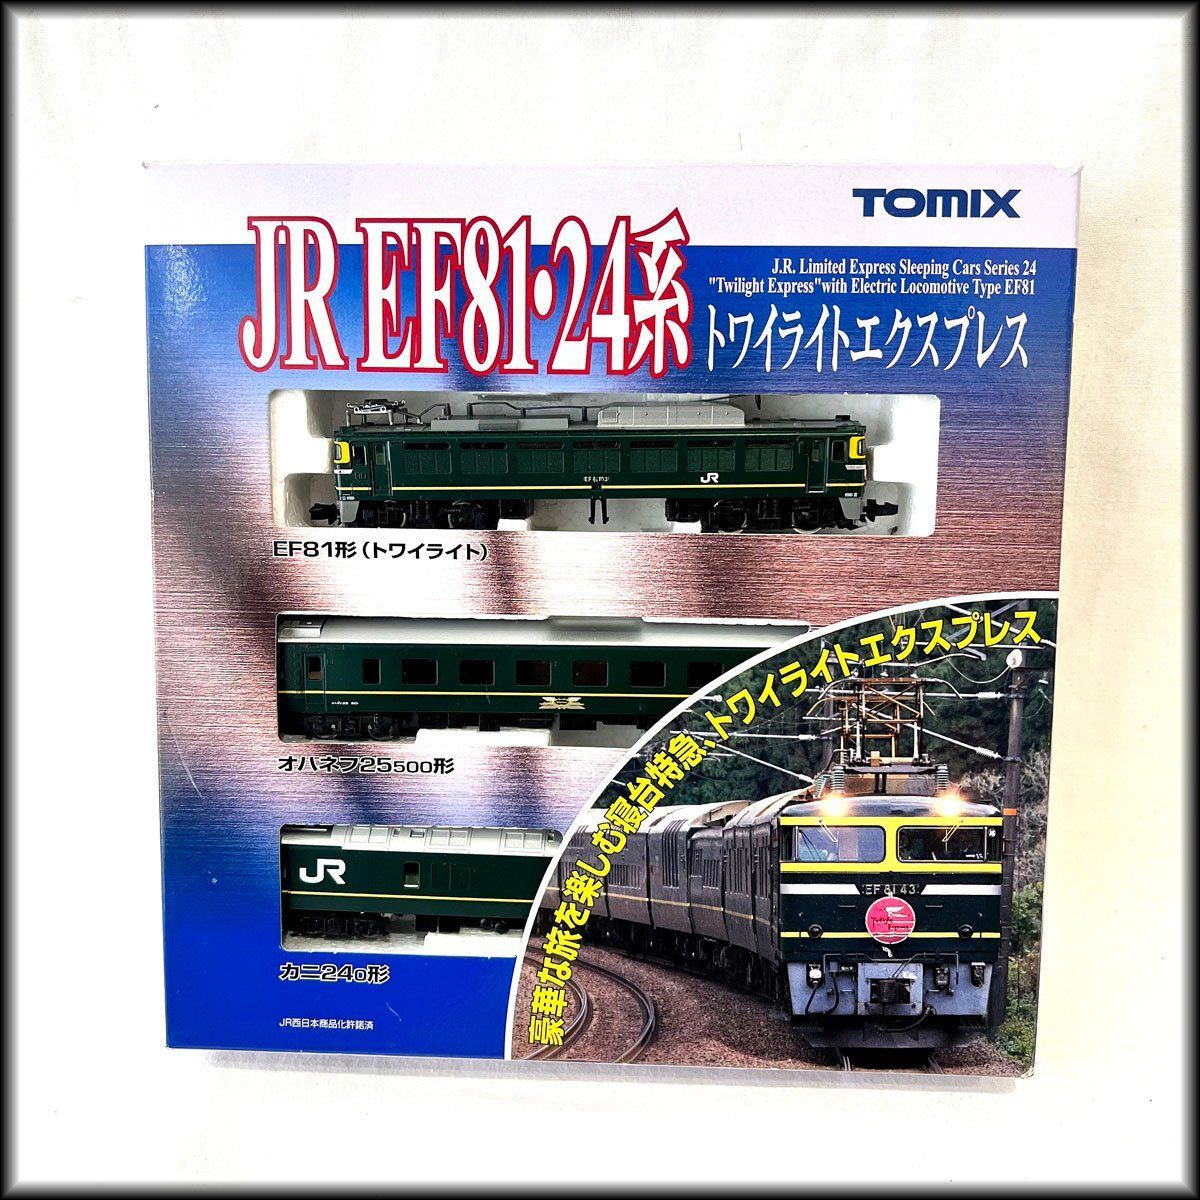 TOMIX
JR EF81・24系
J.R. Limited Express Sleeping Cars Series 24
"Twilight Express" with Electric Locomotive Type EF81
トワイライトエクスプレス
JR
EF81形（トワイライト）
オハネフ25500形
JR
カニ240形
JR西日本商品化許諾済
豪華な旅を楽しむ寝台特急、トワイライトエクスプレス
EF 81 43